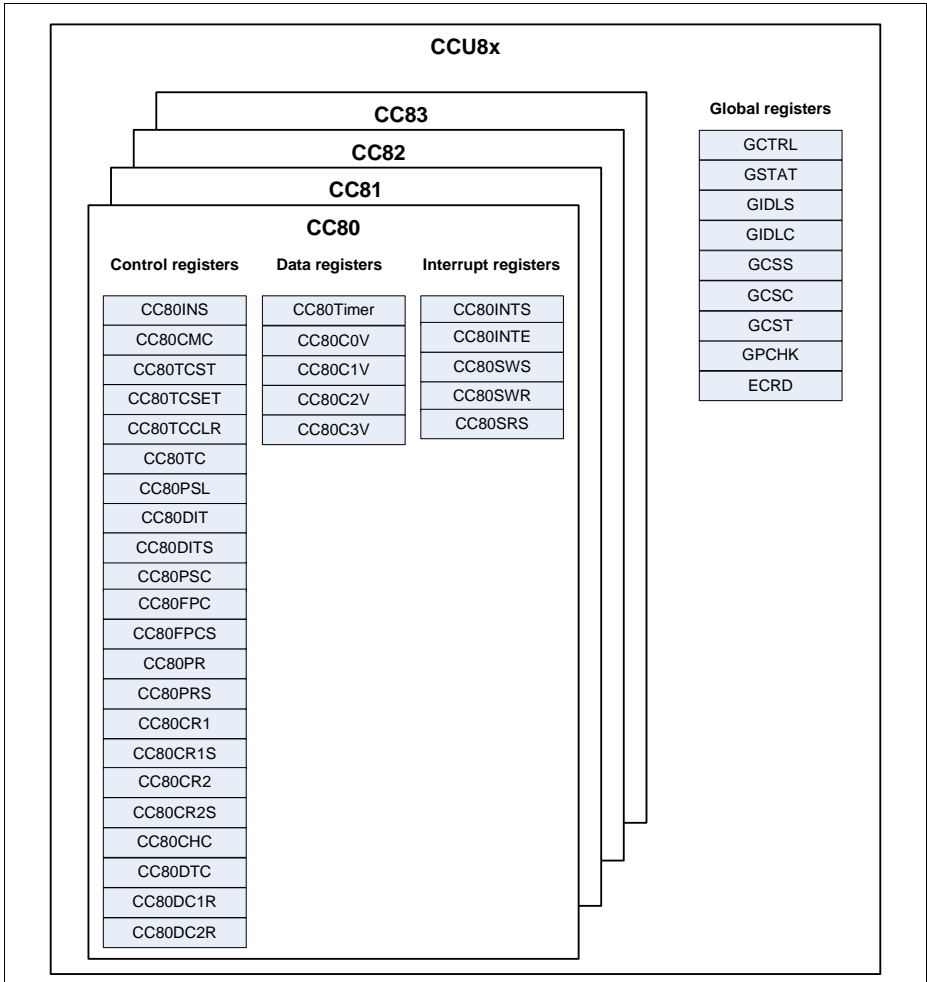 CCU8x
CC83
CC82
CC81
CC80
Control registers
CC80INS
CC80CMC
CC80TCST
CC80TCSET
CC80TCCLR
CC80TC
CC80PSL
CC80DIT
CC80DITS
CC80PSC
CC80FPC
CC80FPCS
CC80PR
CC80PRS
CC80CR1
CC80CR1S
CC80CR2
CC80CR2S
CC80CHC
CC80DTC
CC80DC1R
CC80DC2R
Data registers
CC80Timer
CC80C0V
CC80C1V
CC80C2V
CC80C3V
Interrupt registers
CC80INTS
CC80INTE
CC80SWS
CC80SWR
CC80SRS
Global registers
GCTRL
GSTAT
GIDLS
GIDLC
GCSS
GCSC
GCST
GPCHK
ECRD